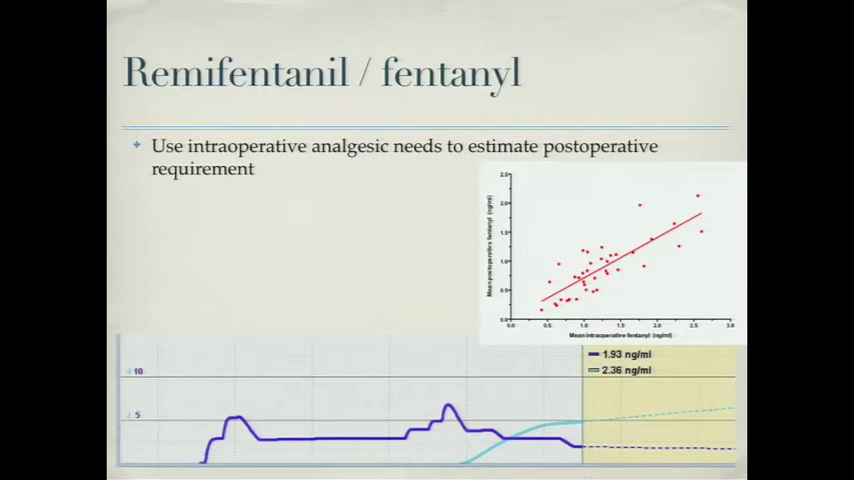 Remifentanil / fentanyl
Use intraoperative analgesic needs to estimate postoperative
requirement
2.5
2.0
1.5
1.0
0.5
0.0
Mean postoperative fentanyl (ng/ml)
0.0 0.5 1.0 1.5 2.0 2.5 3.0
Mean intraoperative fentanyl (ng/ml)
1.93 ng/ml
2.36 ng/ml
4 10
2 5